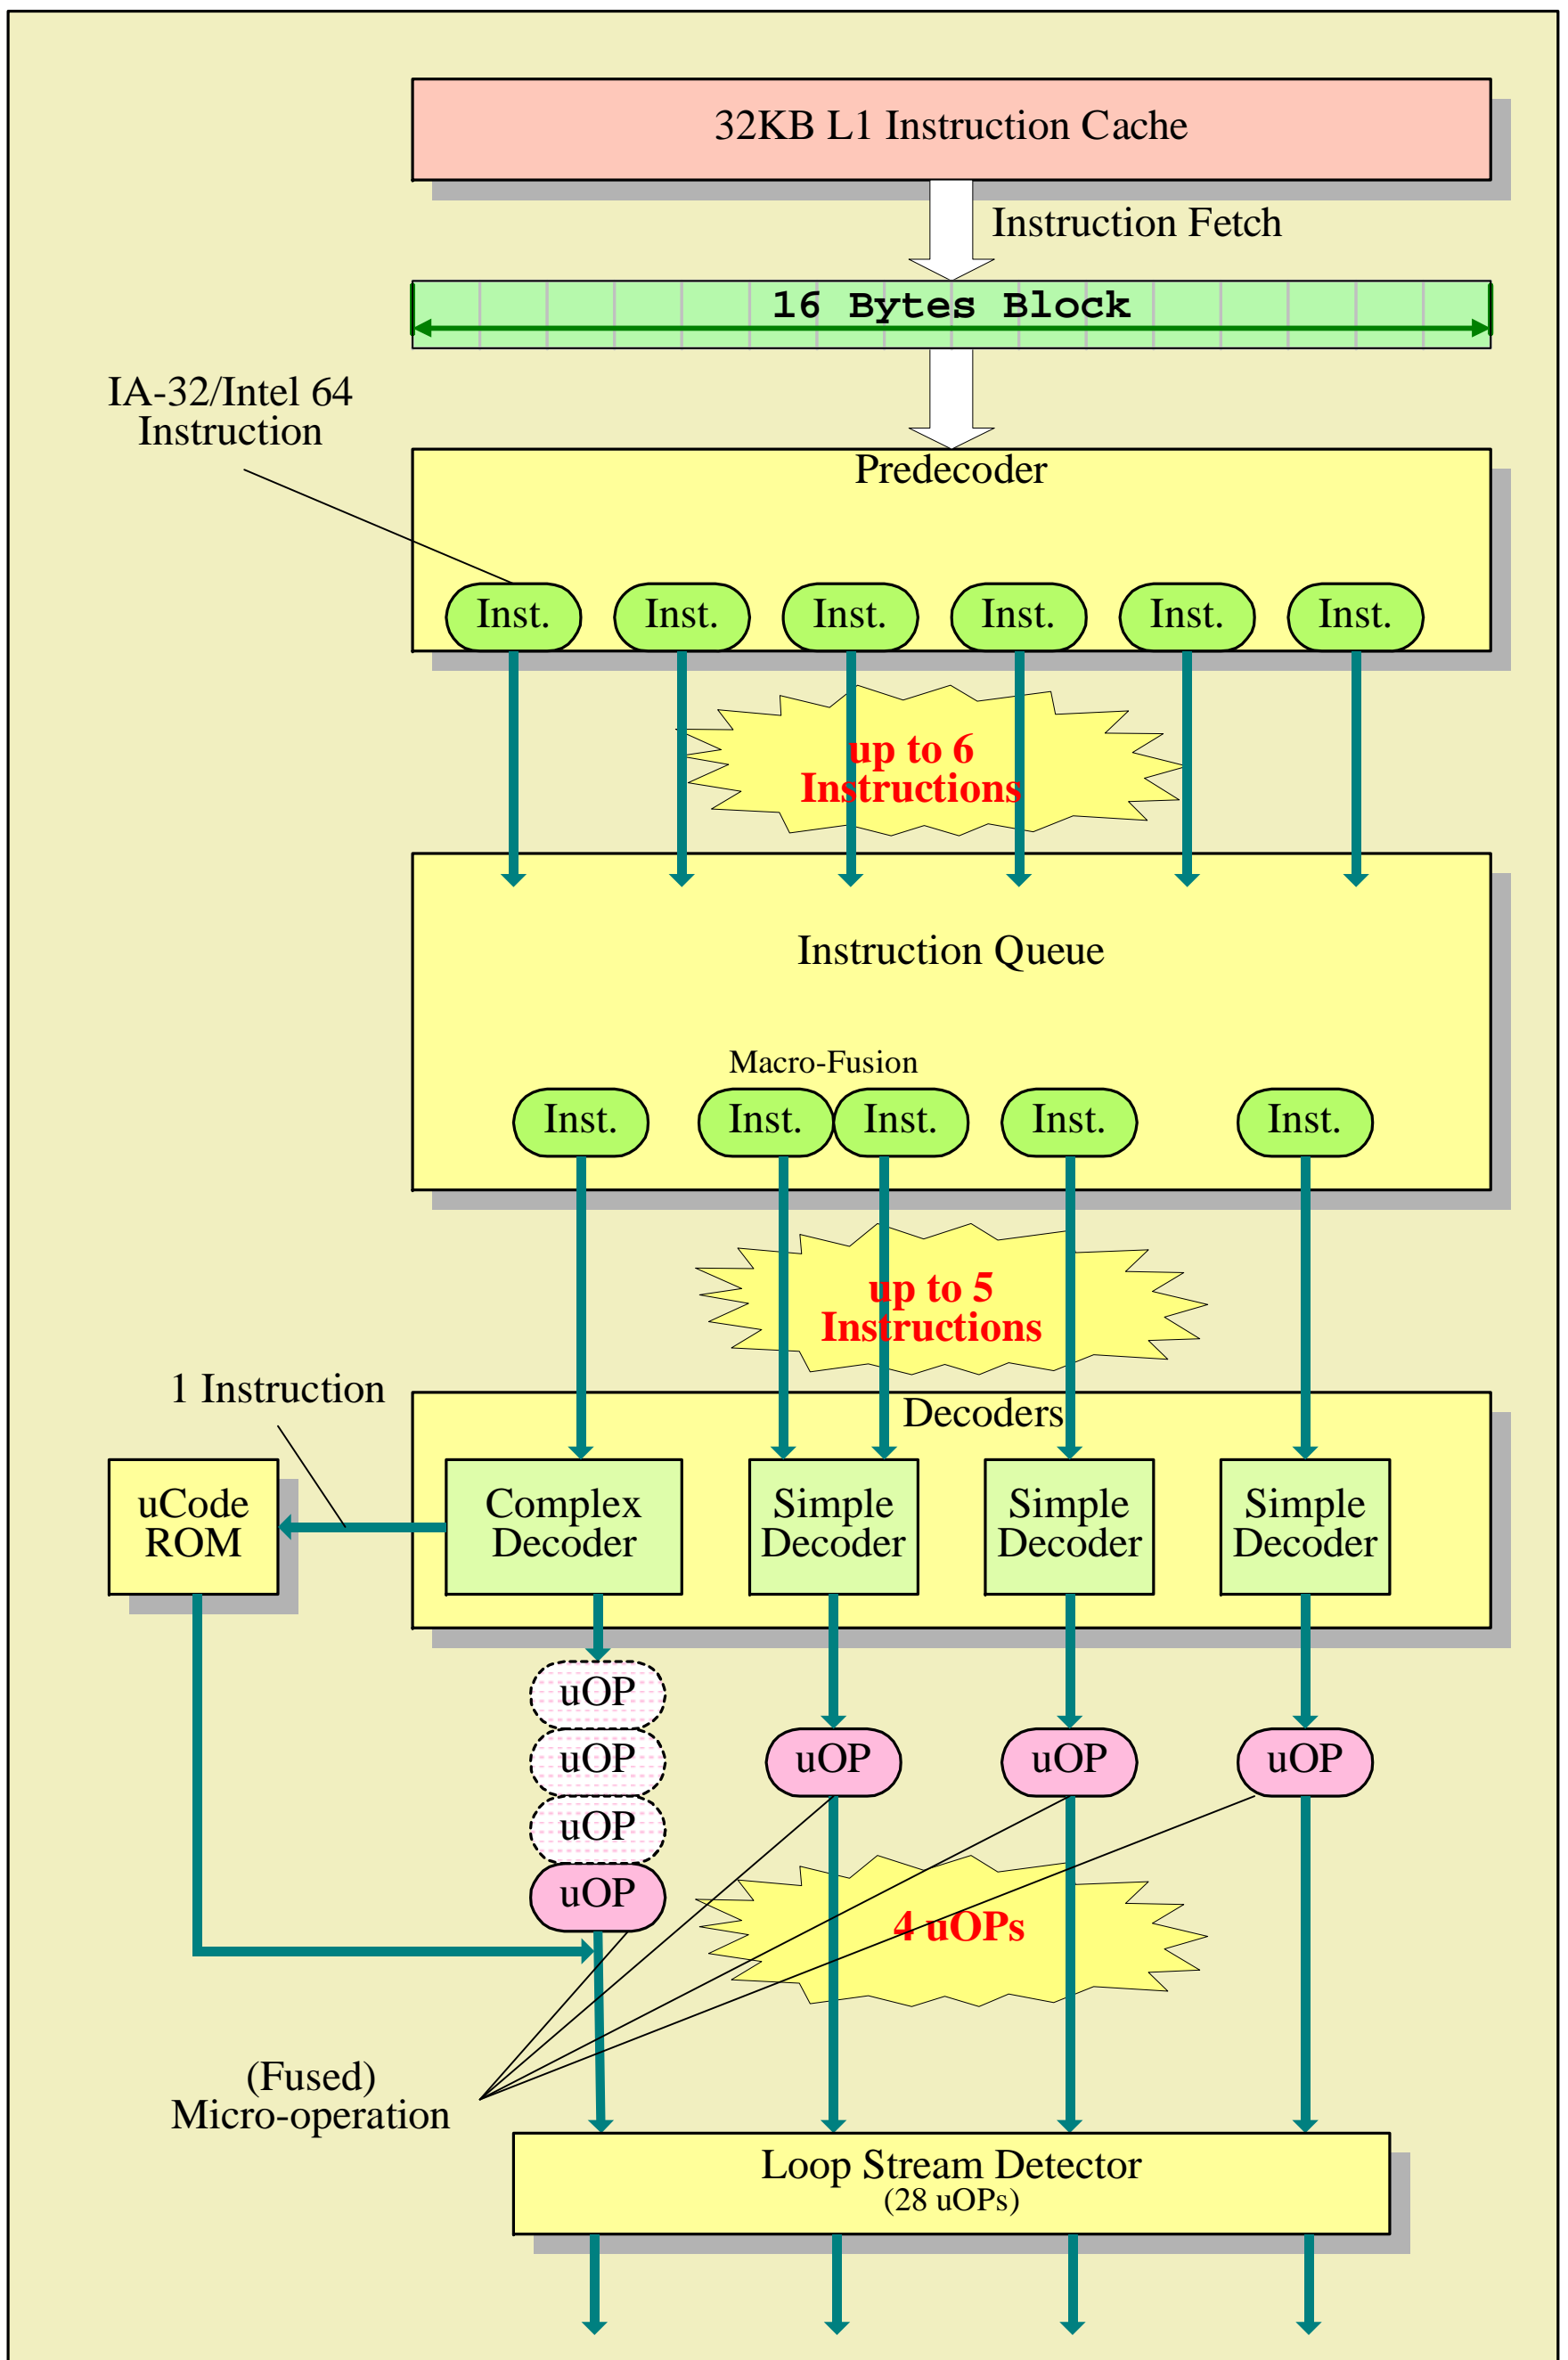 32KB L1 Instruction Cache
Instruction Fetch
16 Bytes Block
IA-32/Intel 64
Instruction
Predecoder
Inst. Inst. Inst. Inst. Inst. Inst.
up to 6
Instructions
Instruction Queue
Macro-Fusion
Inst. Inst. Inst. Inst. Inst.
up to 5
Instructions
1 Instruction
Decoders
uCode
ROM
Complex
Decoder
Simple
Decoder
Simple
Decoder
Simple
Decoder
uOP
uOP
uOP
uOP
uOP
uOP
uOP
4 uOPs
(Fused)
Micro-operation
Loop Stream Detector
(28 uOPs)